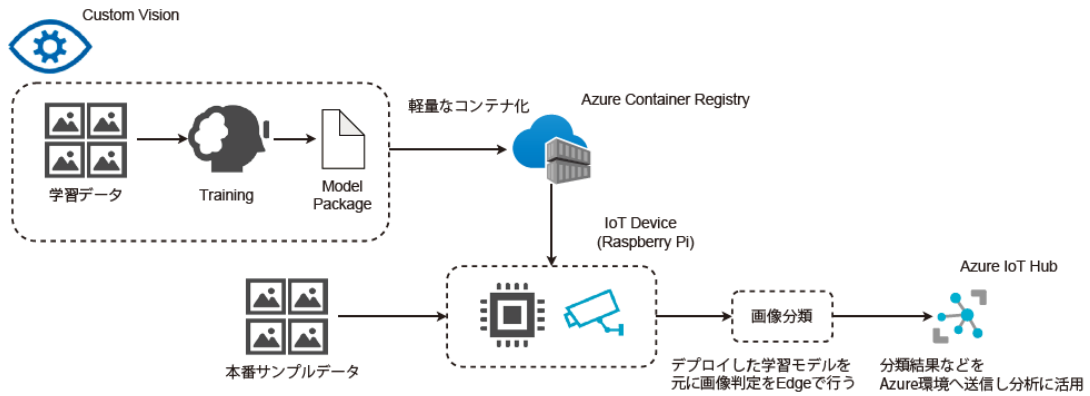 Custom Vision
学習データ
Training
Model
Package
軽量なコンテナ化
Azure Container Registry
IoT Device
(Raspberry Pi)
本番サンプルデータ
画像分類
デプロイした学習モデルを
元に画像判定をEdgeで行う
Azure IoT Hub
分類結果などを
Azure環境へ送信し分析に活用